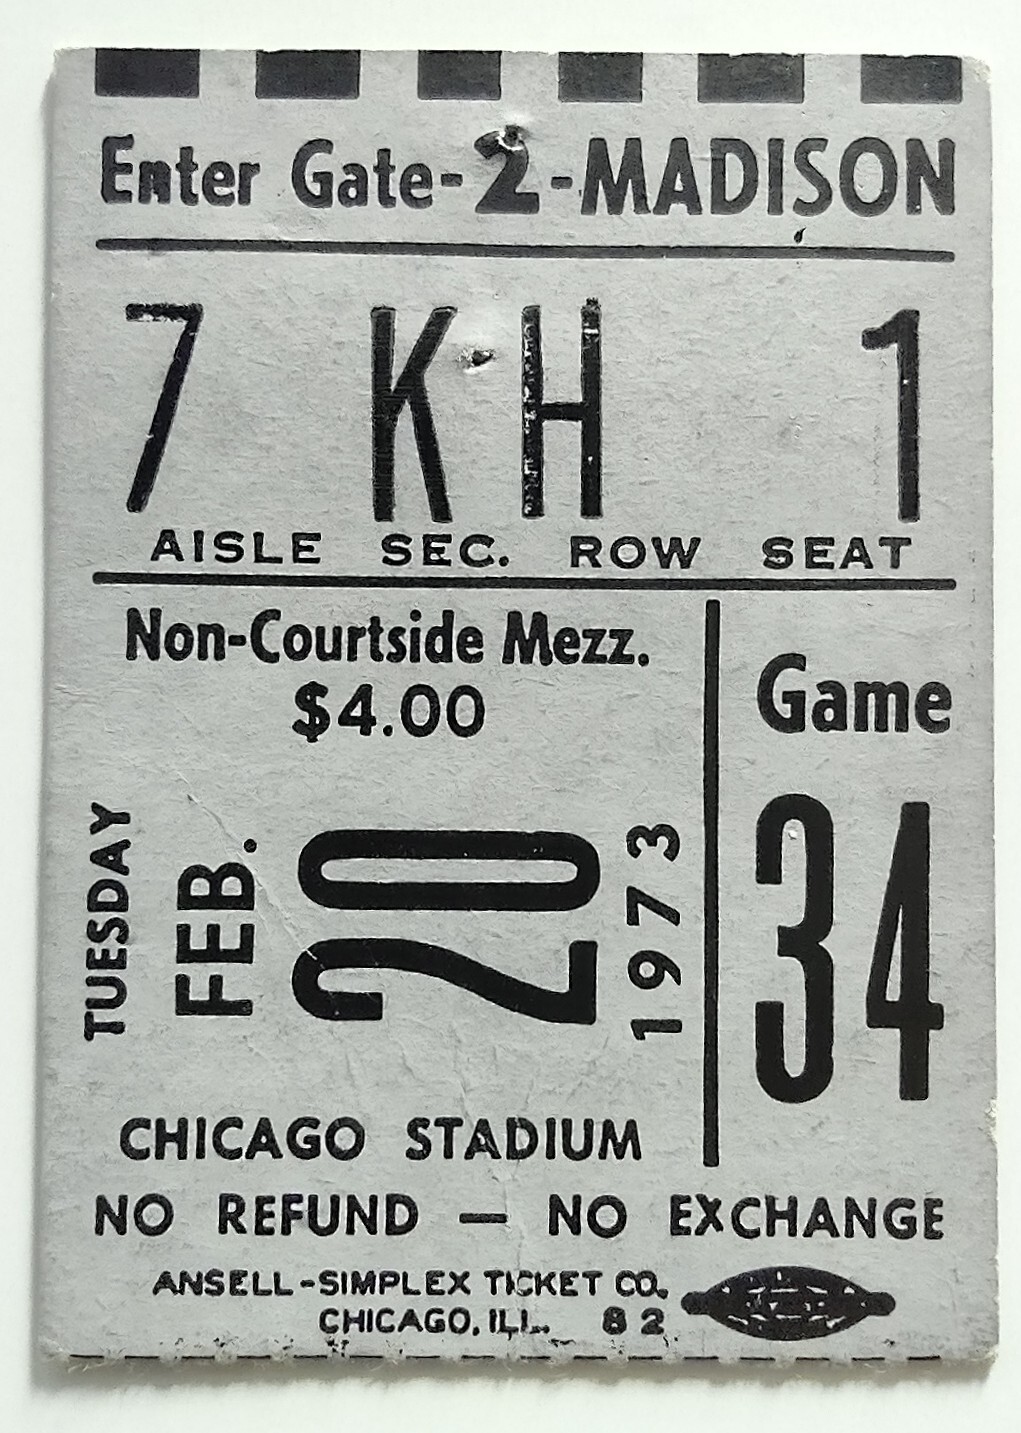 Enter Gate-2-MADISON
7 K H 1
AISLE SEC. ROW SEAT
Non-Courtside Mezz.
$4.00
TUESDAY
FEB.
20
1973
Game
34
CHICAGO STADIUM
NO REFUND — NO EXCHANGE
ANSELL-SIMPLEX TICKET CO.
CHICAGO, ILL. 82